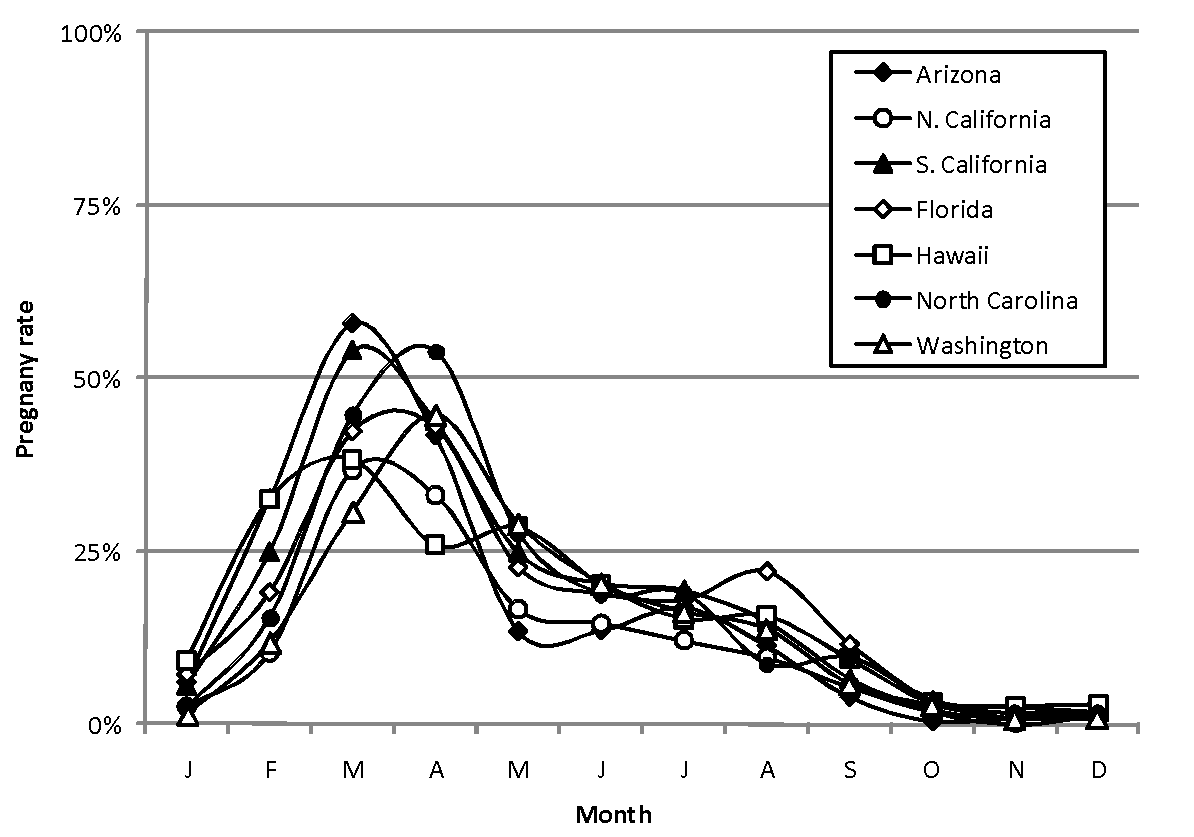 100%
75%
50%
25%
0%
Pregnany rate
J F M A M J J A S O N D
Month
Arizona
N. California
S. California
Florida
Hawaii
North Carolina
Washington